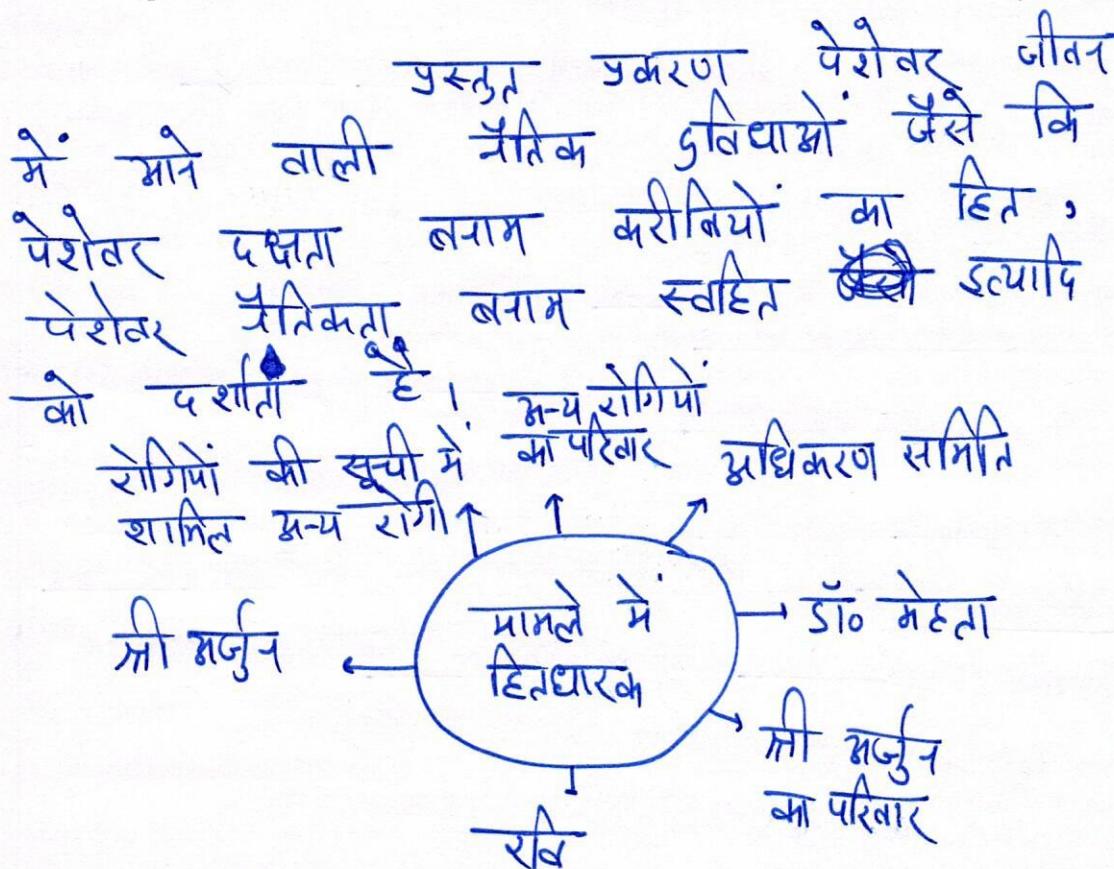 प्रस्तुत प्रकरण पेशेवर जीवन
में आने वाली नैतिक दुविधाओं जैसे कि
पेशेवर दक्षता बनाम करीबियों का हित,
पेशेवर नैतिकता बनाम स्वहित इत्यादि
को दर्शाता है।
अन्य रोगियों
का परिवार
रोगियों की सूची में
शामिल अन्य रोगी
अधिकरण समिति
श्री अर्जुन
मामले में
हितधारक
डॉ० मेहता
श्री अर्जुन
का परिवार
रवि